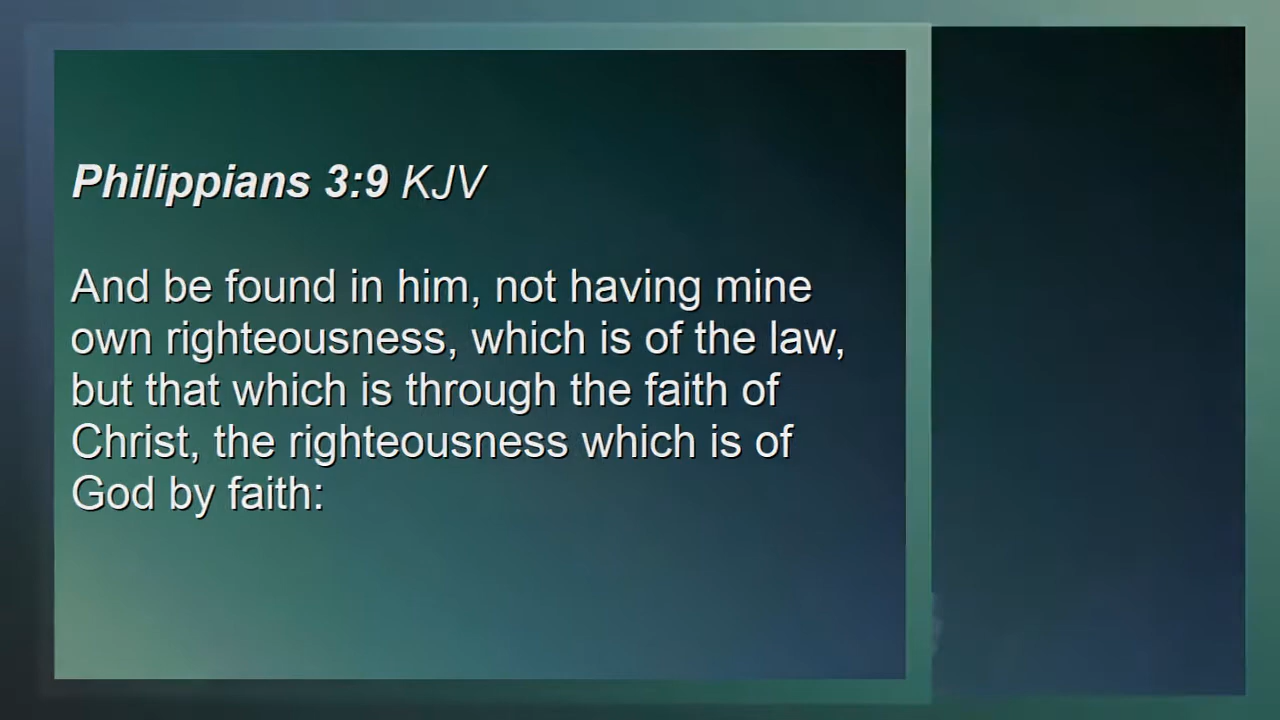 Philippians 3:9 KJV
And be found in him, not having mine
own righteousness, which is of the law,
but that which is through the faith of
Christ, the righteousness which is of
God by faith: